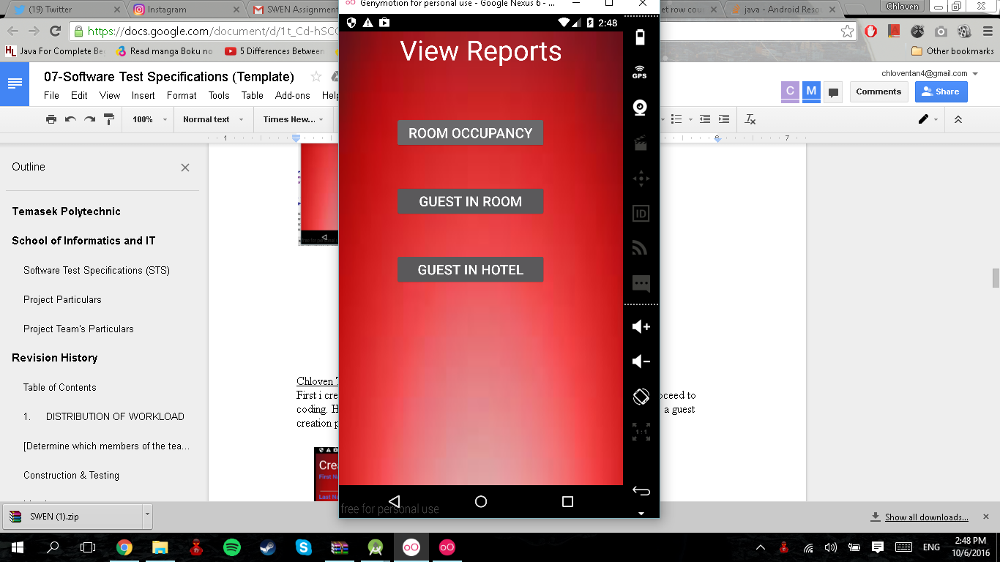 (19) Twitter
Instagram
SWEN Assignment
Genymotion for personal use - Google Nexus 6 - ...
et row cou
java - Android Reso
Chloven
https://docs.google.com/document/d/1t_Cd-hSCG
Java For Complete Be
Read manga Boku no
5 Differences Between
Other bookmarks
07-Software Test Specifications (Template)
chloventan4@gmail.com
File Edit View Insert Format Tools Table Add-ons Help
C M Comments Share
100% Normal text Times New...
1 6 7
Outline
Temasek Polytechnic
School of Informatics and IT
Software Test Specifications (STS)
Project Particulars
Project Team's Particulars
Revision History
Table of Contents
1. DISTRIBUTION OF WORKLOAD
[Determine which members of the tea...
Construction & Testing
Chloven T
First i cre
oceed to
coding. H
a guest
creation p
Crea
First Na
Last N
2:48
View Reports
ROOM OCCUPANCY
GUEST IN ROOM
GUEST IN HOTEL
free for personal use
GPS
ID
1:1
SWEN (1).zip
Show all downloads...
ENG
2:48 PM
10/6/2016